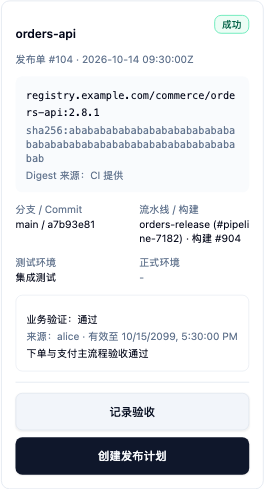 成功
orders-api
发布单 #104 · 2026-10-14 09:30:00Z
registry.example.com/commerce/orde
rs-api:2.8.1
sha256:abababababababababababababab
abababababababababababababababababa
bab
Digest 来源：CI 提供
分支 / Commit
main / a7b93e81
流水线 / 构建
orders-release (#pipeli
ne-7182) · 构建 #904
测试环境
集成测试
正式环境
-
业务验证：通过
来源：alice · 有效至 10/15/2099, 5:30:00 PM
下单与支付主流程验收通过
记录验收
创建发布计划